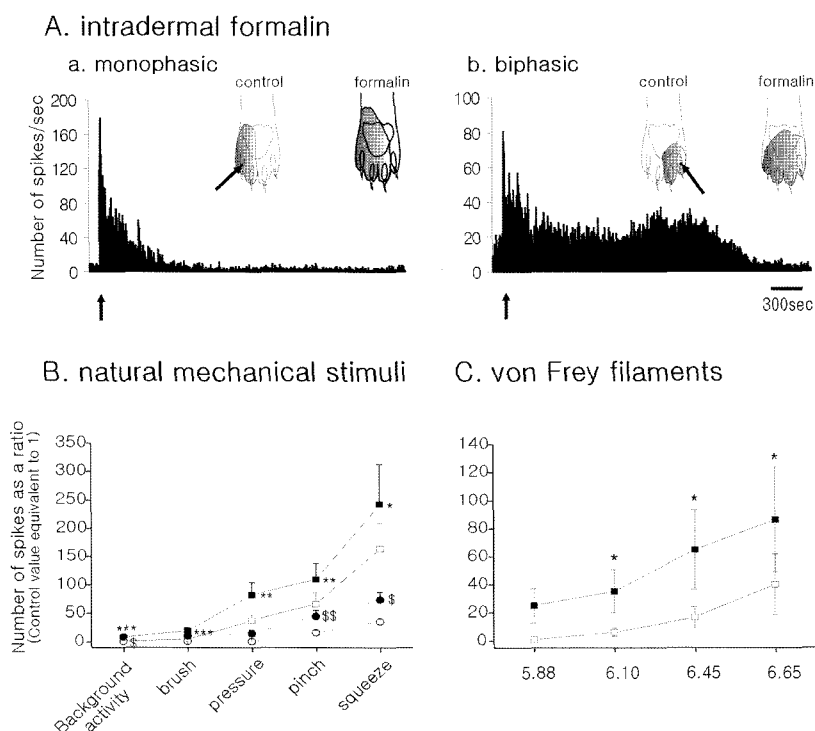 A. intradermal formalin
a. monophasic
control
formalin
b. biphasic
control
formalin
Number of spikes/sec
200
160
120
80
40
0
100
80
60
40
20
0
300sec
B. natural mechanical stimuli
C. von Frey filaments
Number of spikes as a ratio
(Control value equivalent to 1)
350
300
250
200
150
100
50
0
***
$
***
**
**
$$
*
$
Background
activity
brush
pressure
pinch
squeeze
140
120
100
80
60
40
20
0
*
*
*
5.88
6.10
6.45
6.65